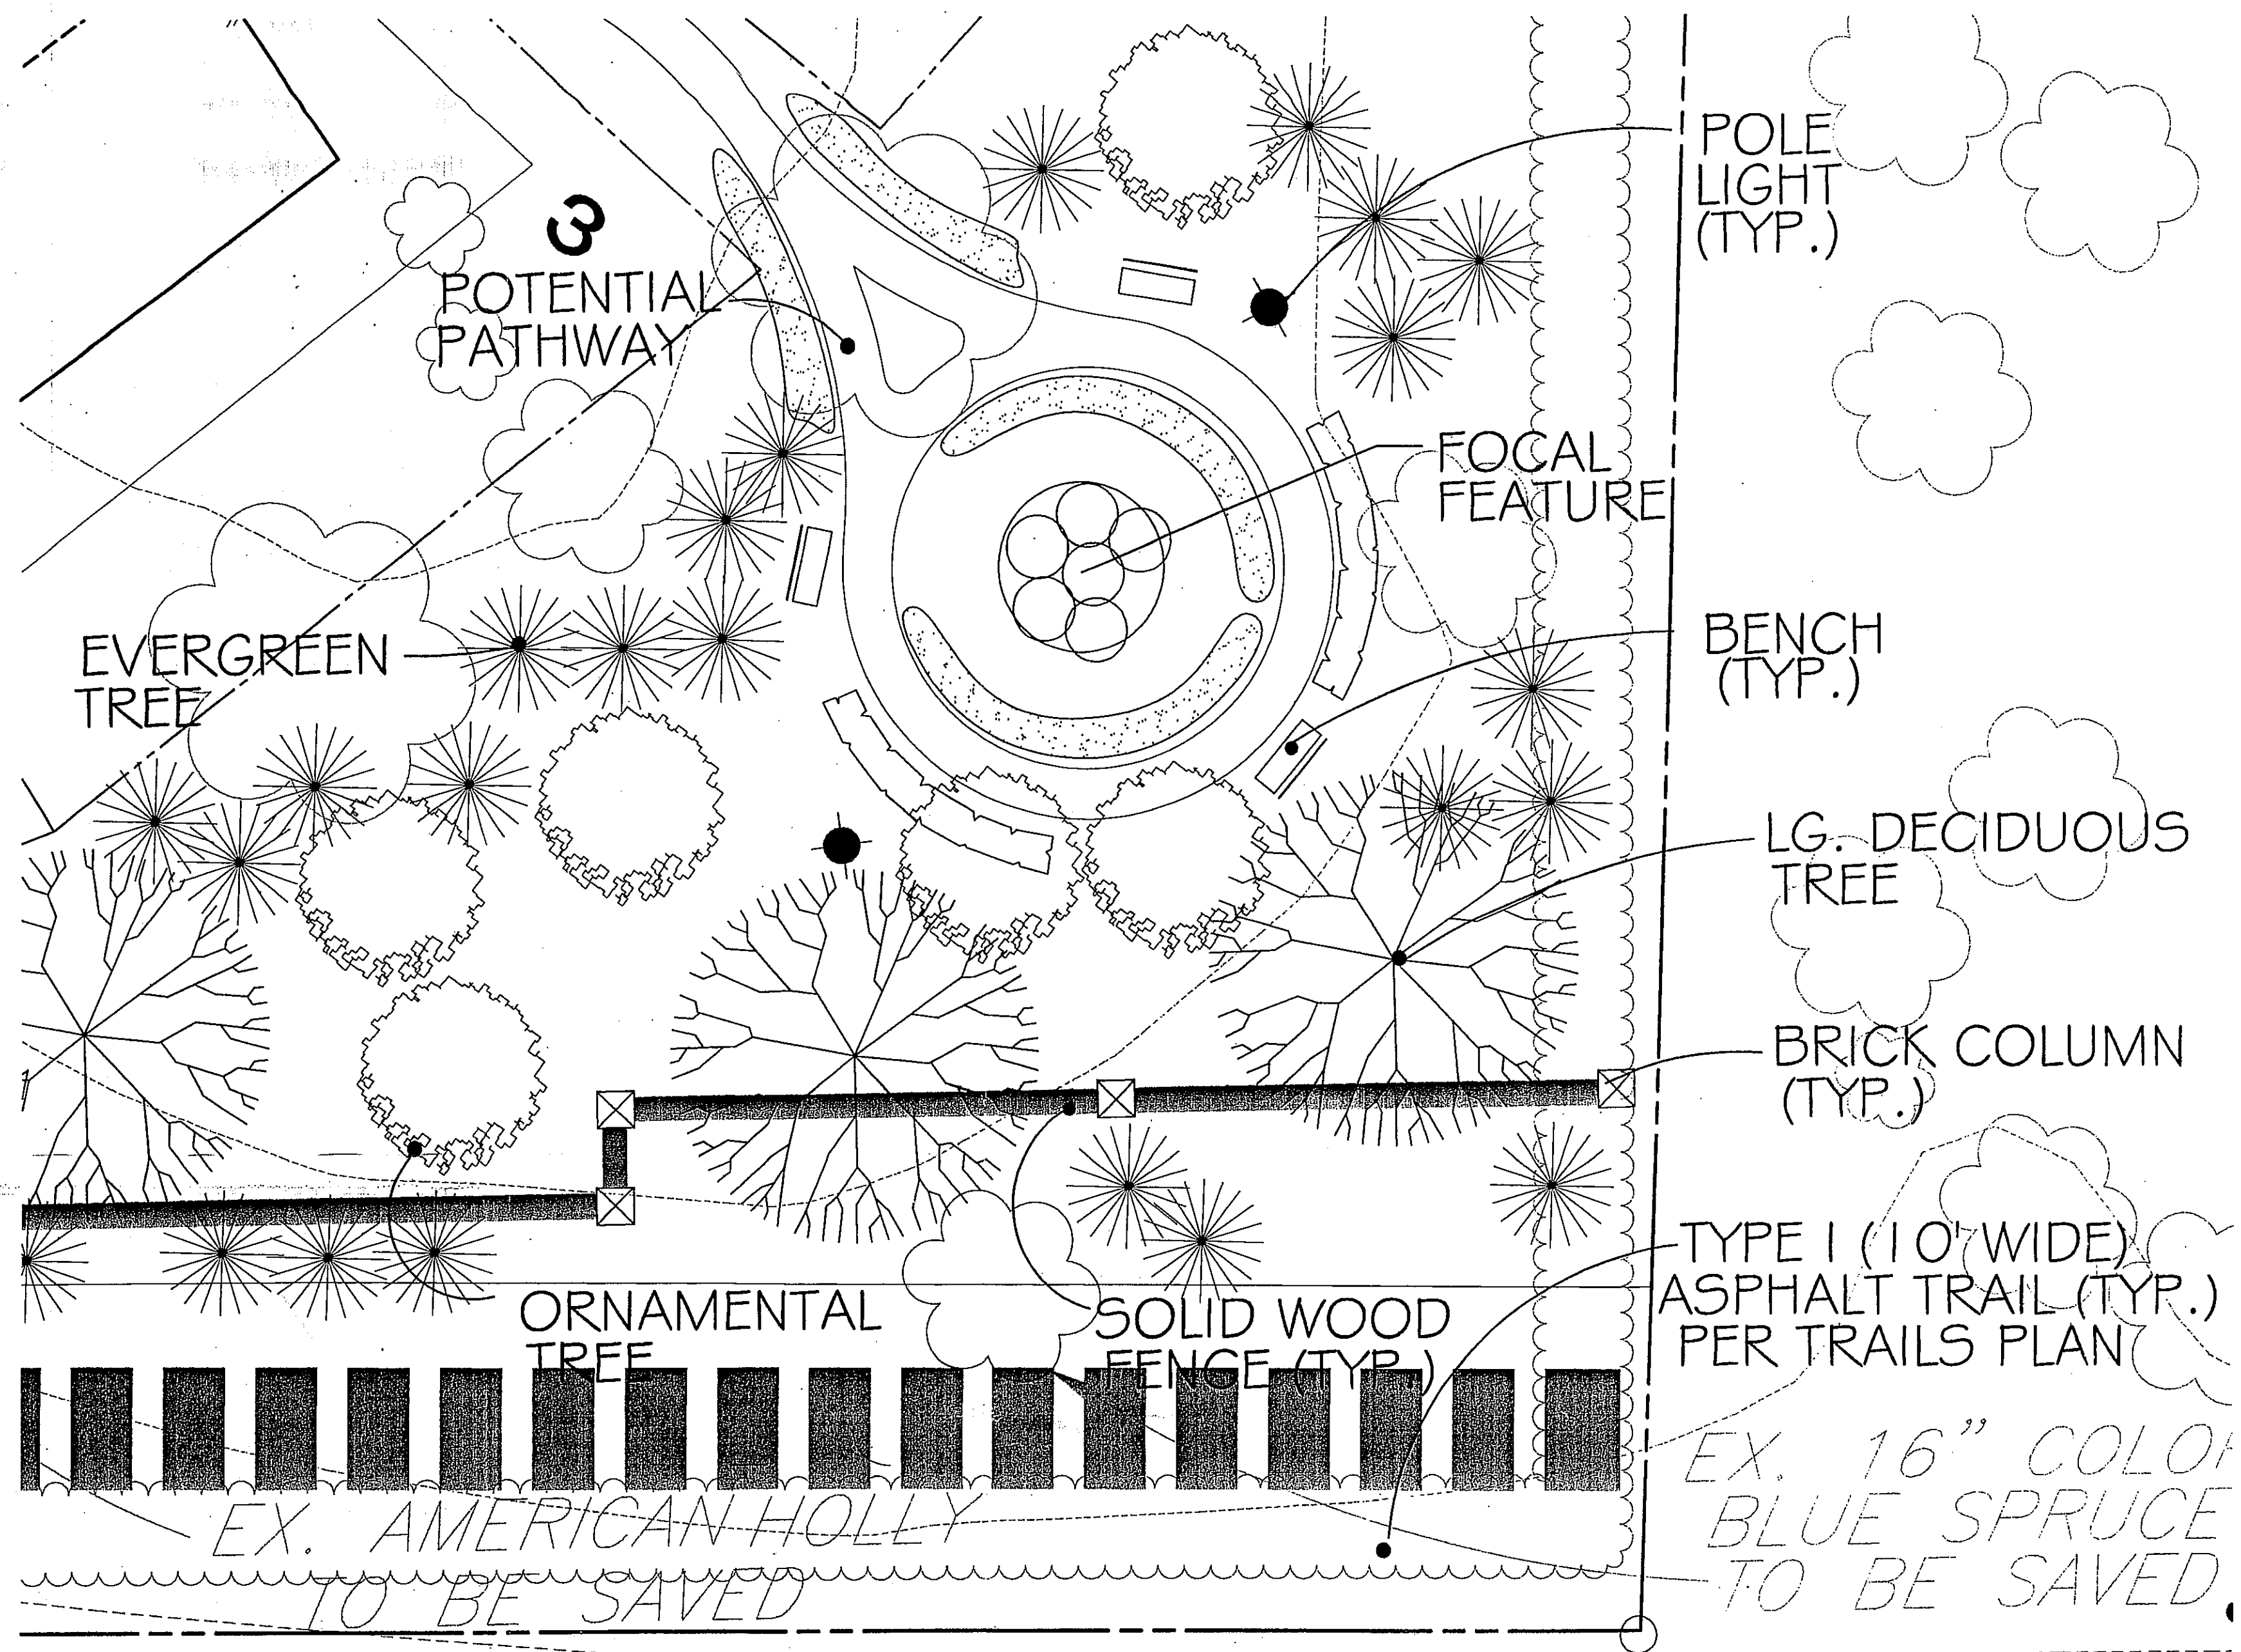 POLE
LIGHT
(TYP.)
3
POTENTIAL
PATHWAY
FOCAL
FEATURE
EVERGREEN
TREE
BENCH
(TYP.)
LG. DECIDUOUS
TREE
BRICK COLUMN
(TYP.)
TYPE I (10' WIDE)
ASPHALT TRAIL (TYP.)
PER TRAILS PLAN
ORNAMENTAL
TREE
SOLID WOOD
FENCE (TYP.)
EX. AMERICAN HOLLY
TO BE SAVED
EX. 16" COLOR
BLUE SPRUCE
TO BE SAVED